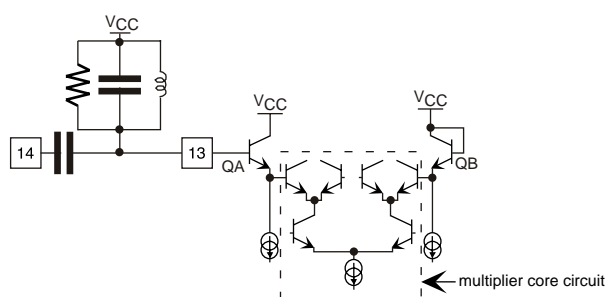 VCC
VCC
VCC
14
13
QA
QB
multiplier core circuit